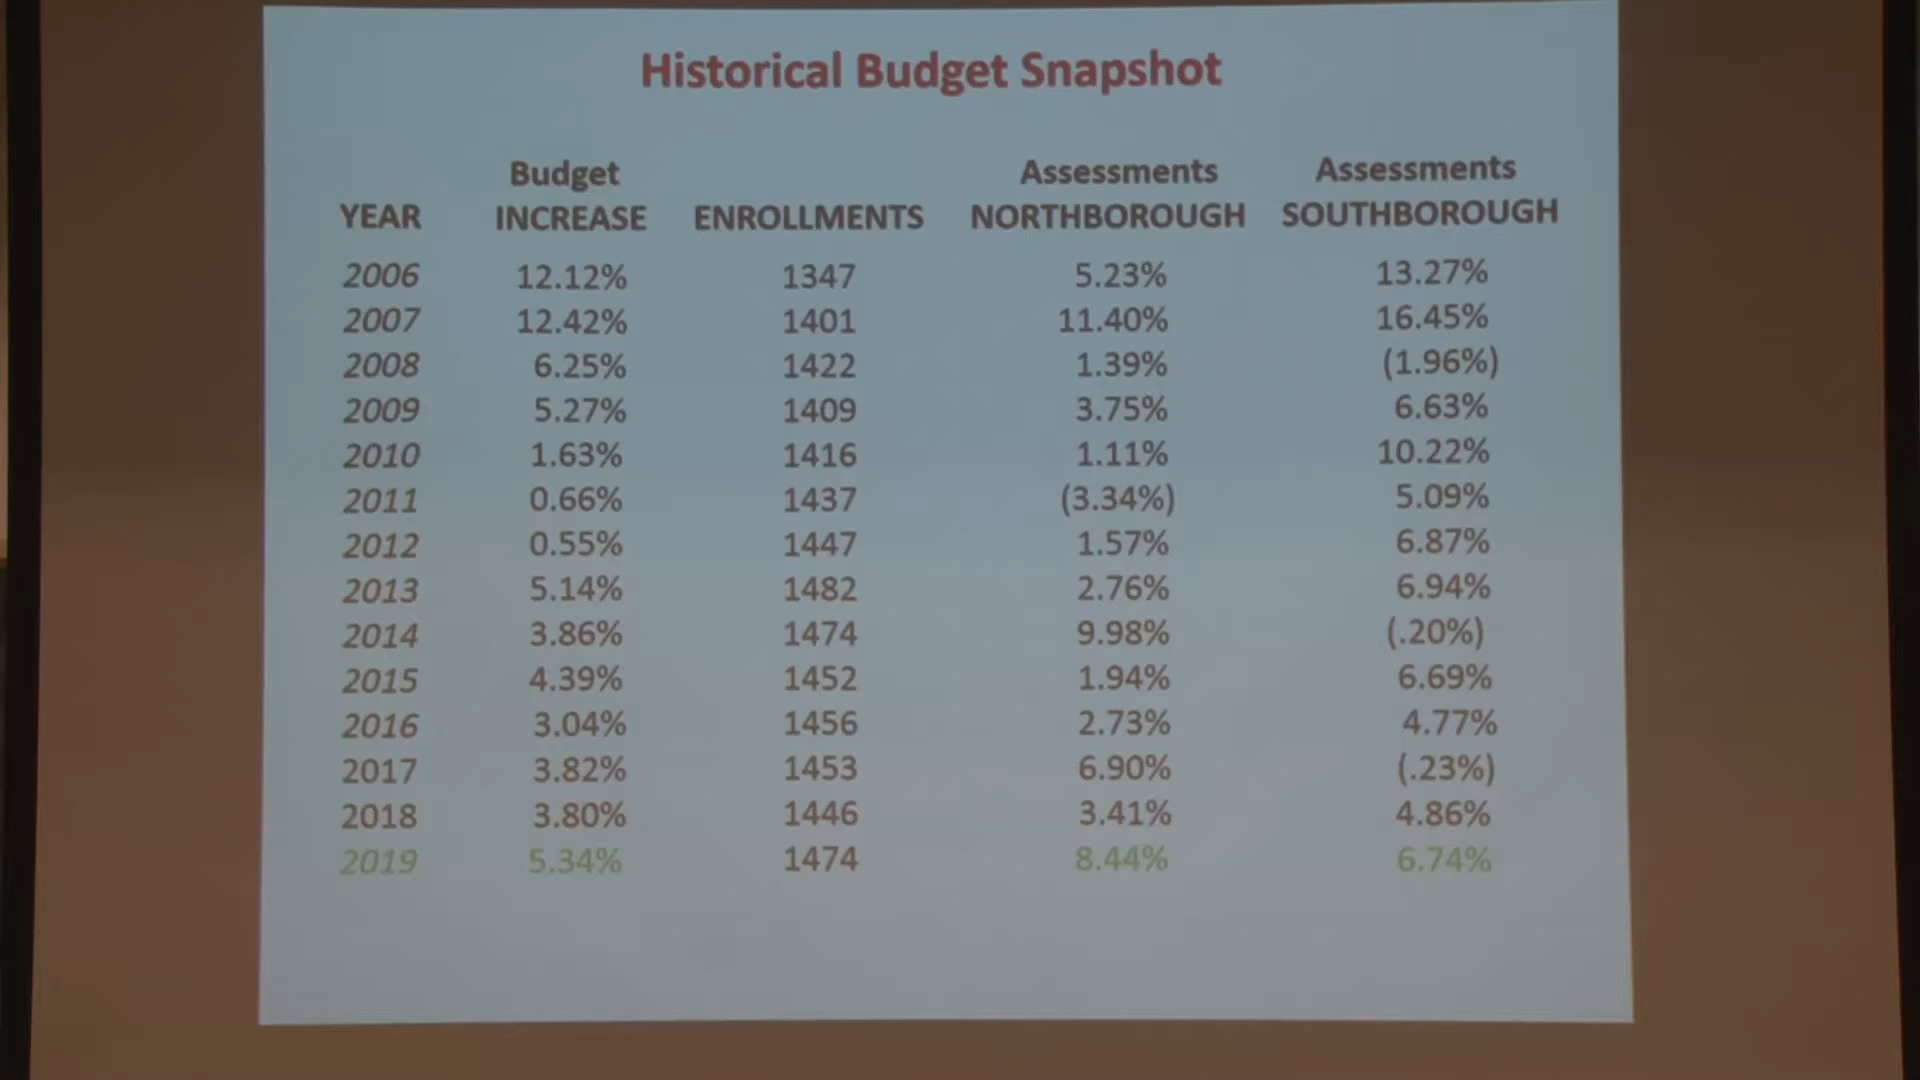 Historical Budget Snapshot
Budget Assessments Assessments
YEAR INCREASE ENROLLMENTS NORTHBOROUGH SOUTHBOROUGH
2006 12.12% 1347 5.23% 13.27%
2007 12.42% 1401 11.40% 16.45%
2008 6.25% 1422 1.39% (1.96%)
2009 5.27% 1409 3.75% 6.63%
2010 1.63% 1416 1.11% 10.22%
2011 0.66% 1437 (3.34%) 5.09%
2012 0.55% 1447 1.57% 6.87%
2013 5.14% 1482 2.76% 6.94%
2014 3.86% 1474 9.98% (.20%)
2015 4.39% 1452 1.94% 6.69%
2016 3.04% 1456 2.73% 4.77%
2017 3.82% 1453 6.90% (.23%)
2018 3.80% 1446 3.41% 4.86%
2019 5.34% 1474 8.44% 6.74%